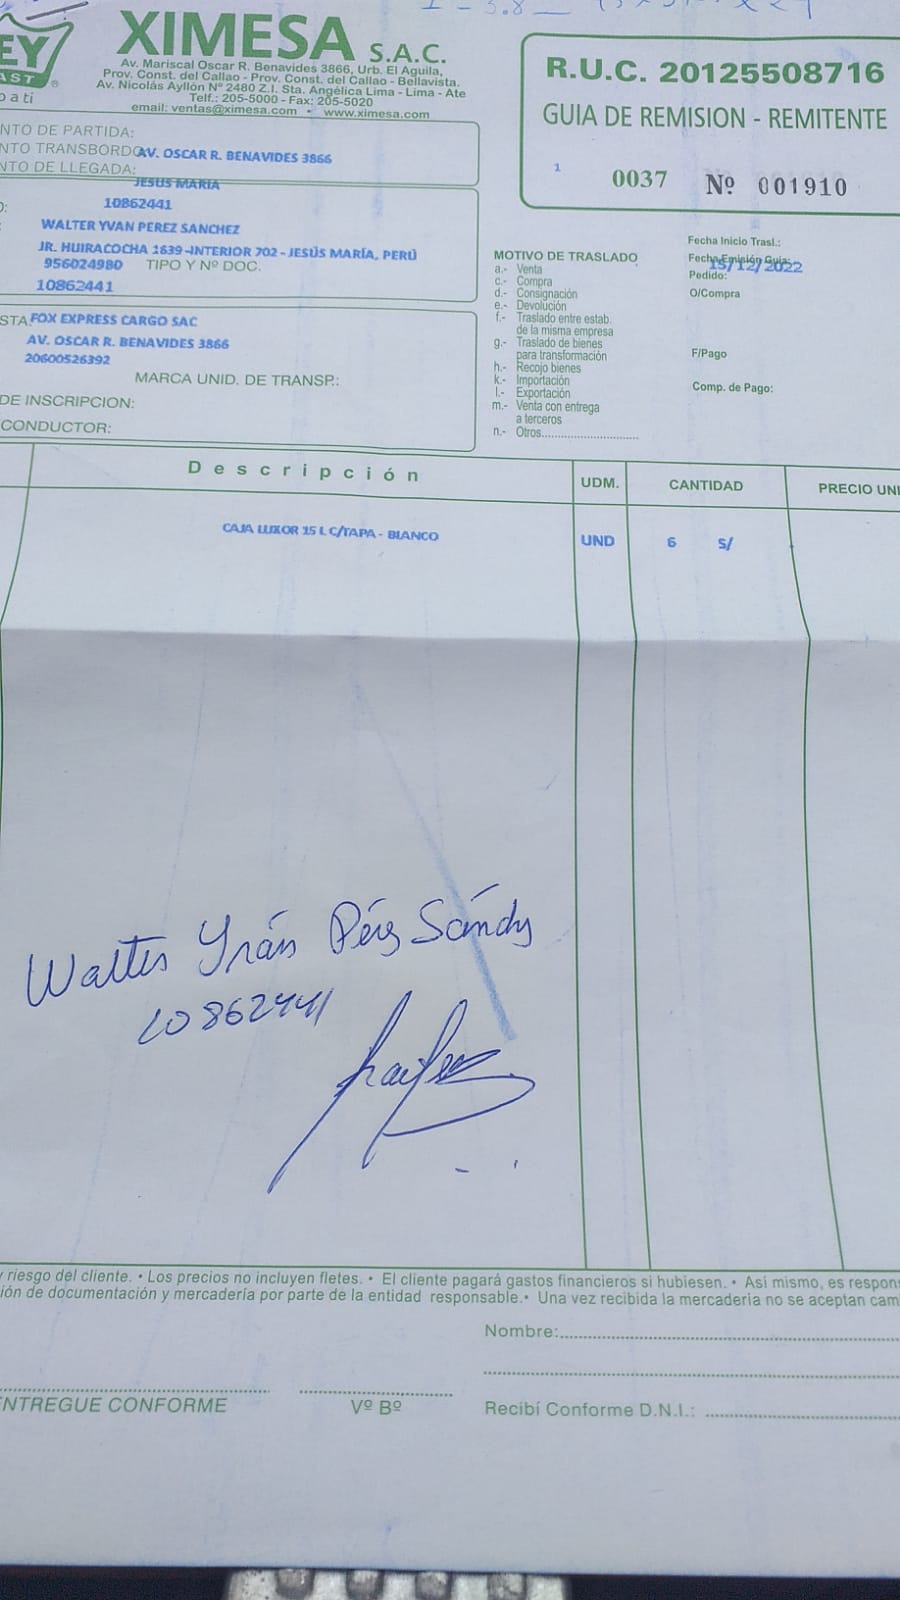 EY
AST ®
pati
XIMESA S.A.C.
Av. Mariscal Oscar R. Benavides 3866, Urb. El Aguila,
Prov. Const. del Callao - Prov. Const. del Callao - Bellavista.
Av. Nicolás Ayllón Nº 2480 Z.I. Sta. Angélica Lima - Lima - Ate
Telf.: 205-5000 - Fax: 205-5020
email: ventas@ximesa.com • www.ximesa.com
R.U.C. 20125508716
GUIA DE REMISION - REMITENTE
1 0037 Nº 001910
NTO DE PARTIDA:
NTO TRANSBORDO AV. OSCAR R. BENAVIDES 3866
NTO DE LLEGADA:
JESUS MARIA
O: 10862441
: WALTER YVAN PEREZ SANCHEZ
JR. HUIRACOCHA 1639-INTERIOR 702 - JESÚS MARÍA, PERÚ
956024980 TIPO Y Nº DOC.
10862441
STA: FOX EXPRESS CARGO SAC
AV. OSCAR R. BENAVIDES 3866
20600526392
MARCA UNID. DE TRANSP.:
DE INSCRIPCION:
CONDUCTOR:
MOTIVO DE TRASLADO
a.- Venta
c.- Compra
d.- Consignación
e.- Devolución
f.- Traslado entre estab.
de la misma empresa
g.- Traslado de bienes
para transformación
h.- Recojo bienes
k.- Importación
l.- Exportación
m.- Venta con entrega
a terceros
n.- Otros...............................
Fecha Inicio Trasl.:
Fecha Emisión Guia:
15/12/2022
Pedido:
O/Compra
F/Pago
Comp. de Pago:
Descripción UDM. CANTIDAD PRECIO UNI
CAJA LUXOR 15 L C/TAPA - BLANCO UND 6 S/
Walter Yván Pérez Sánchz
10862441
y riesgo del cliente. • Los precios no incluyen fletes. • El cliente pagará gastos financieros si hubiesen. • Asi mismo, es respon
ión de documentación y mercadería por parte de la entidad responsable. • Una vez recibida la mercaderia no se aceptan cam
Nombre:
ENTREGUE CONFORME Vº Bº Recibí Conforme D.N.I.: